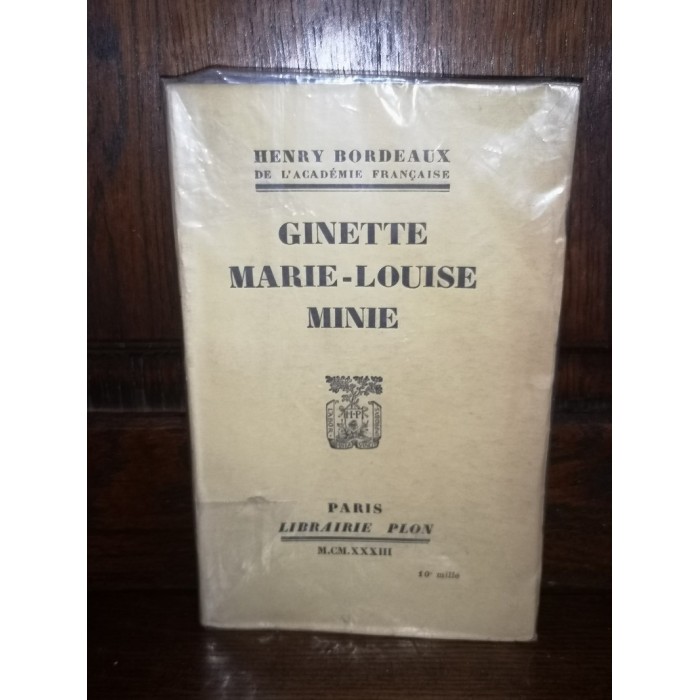 HENRY BORDEAUX
DE L'ACADÉMIE FRANÇAISE
GINETTE
MARIE-LOUISE
MINIE
H·P
PARIS
LIBRAIRIE PLON
M.CM.XXXIII
10e mille